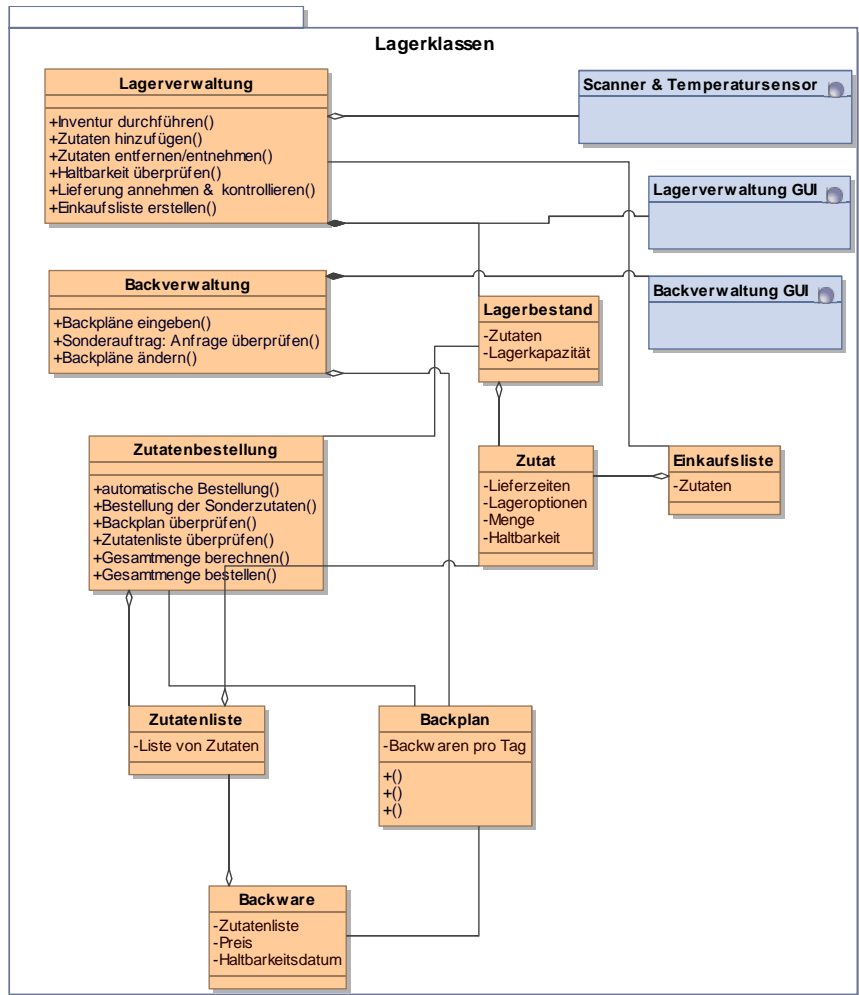 Lagerklassen
Lagerverwaltung
+Inventur durchführen()
+Zutaten hinzufügen()
+Zutaten entfernen/entnehmen()
+Haltbarkeit überprüfen()
+Lieferung annehmen & kontrollieren()
+Einkaufsliste erstellen()
Scanner & Temperatursensor
Lagerverwaltung GUI
Backverwaltung GUI
Backverwaltung
+Backpläne eingeben()
+Sonderauftrag: Anfrage überprüfen()
+Backpläne ändern()
Lagerbestand
-Zutaten
-Lagerkapazität
Zutatenbestellung
+automatische Bestellung()
+Bestellung der Sonderzutaten()
+Backplan überprüfen()
+Zutatenliste überprüfen()
+Gesamtmenge berechnen()
+Gesamtmenge bestellen()
Zutat
-Lieferzeiten
-Lageroptionen
-Menge
-Haltbarkeit
Einkaufsliste
-Zutaten
Zutatenliste
-Liste von Zutaten
Backplan
-Backwaren pro Tag
+()
+()
+()
Backware
-Zutatenliste
-Preis
-Haltbarkeitsdatum